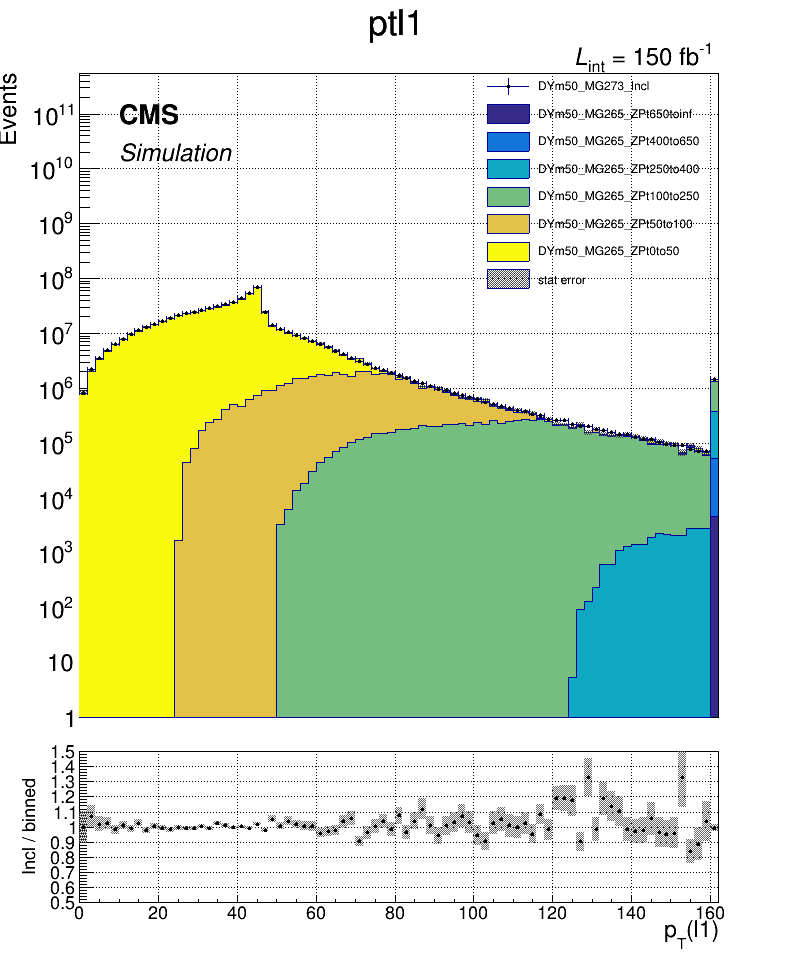 ptl1
L_int = 150 fb^-1
Events
CMS
Simulation
DYm50_MG273_Incl
DYm50_MG265_ZPt650toinf
DYm50_MG265_ZPt400to650
DYm50_MG265_ZPt250to400
DYm50_MG265_ZPt100to250
DYm50_MG265_ZPt50to100
DYm50_MG265_ZPt0to50
stat error
10^11
10^10
10^9
10^8
10^7
10^6
10^5
10^4
10^3
10^2
10
1
Incl / binned
1.5
1.4
1.3
1.2
1.1
1
0.9
0.8
0.7
0.6
0.5
0 20 40 60 80 100 120 140 160
p_T(l1)